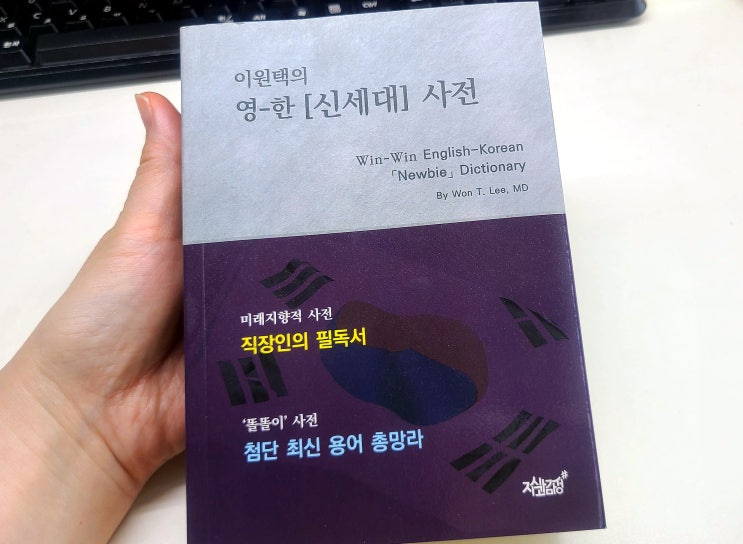 이원택의
영-한 [신세대] 사전
Win-Win English-Korean
「Newbie」 Dictionary
By Won T. Lee, MD
미래지향적 사전
직장인의 필독서
'똘똘이' 사전
첨단 최신 용어 총망라
지식과감성#